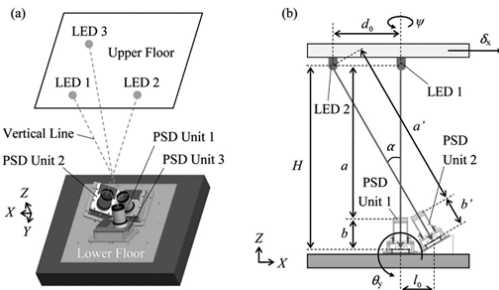 (a)
LED 3
Upper Floor
LED 1
LED 2
Vertical Line
PSD Unit 1
PSD Unit 2
PSD Unit 3
Z
X
Y
Lower Floor
(b)
d₀
ψ
δₓ
LED 2
LED 1
a'
H
a
α
PSD
Unit 2
PSD
Unit 1
b'
b
Z
X
θᵧ
l₀